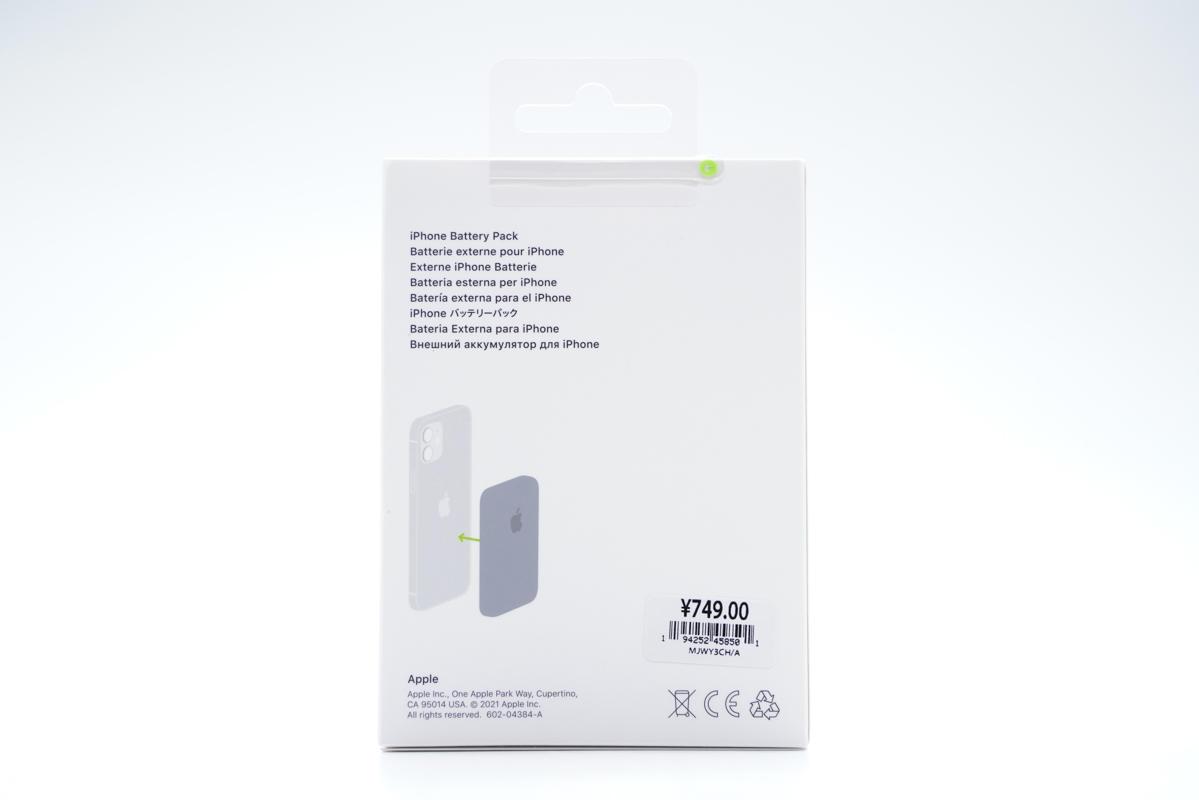 iPhone Battery Pack
Batterie externe pour iPhone
Externe iPhone Batterie
Batteria esterna per iPhone
Batería externa para el iPhone
iPhone バッテリーパック
Bateria Externa para iPhone
Внешний аккумулятор для iPhone
¥749.00
1 94252 45850 1
MJWY3CH/A
Apple
Apple Inc., One Apple Park Way, Cupertino,
CA 95014 USA. © 2021 Apple Inc.
All rights reserved. 602-04384-A